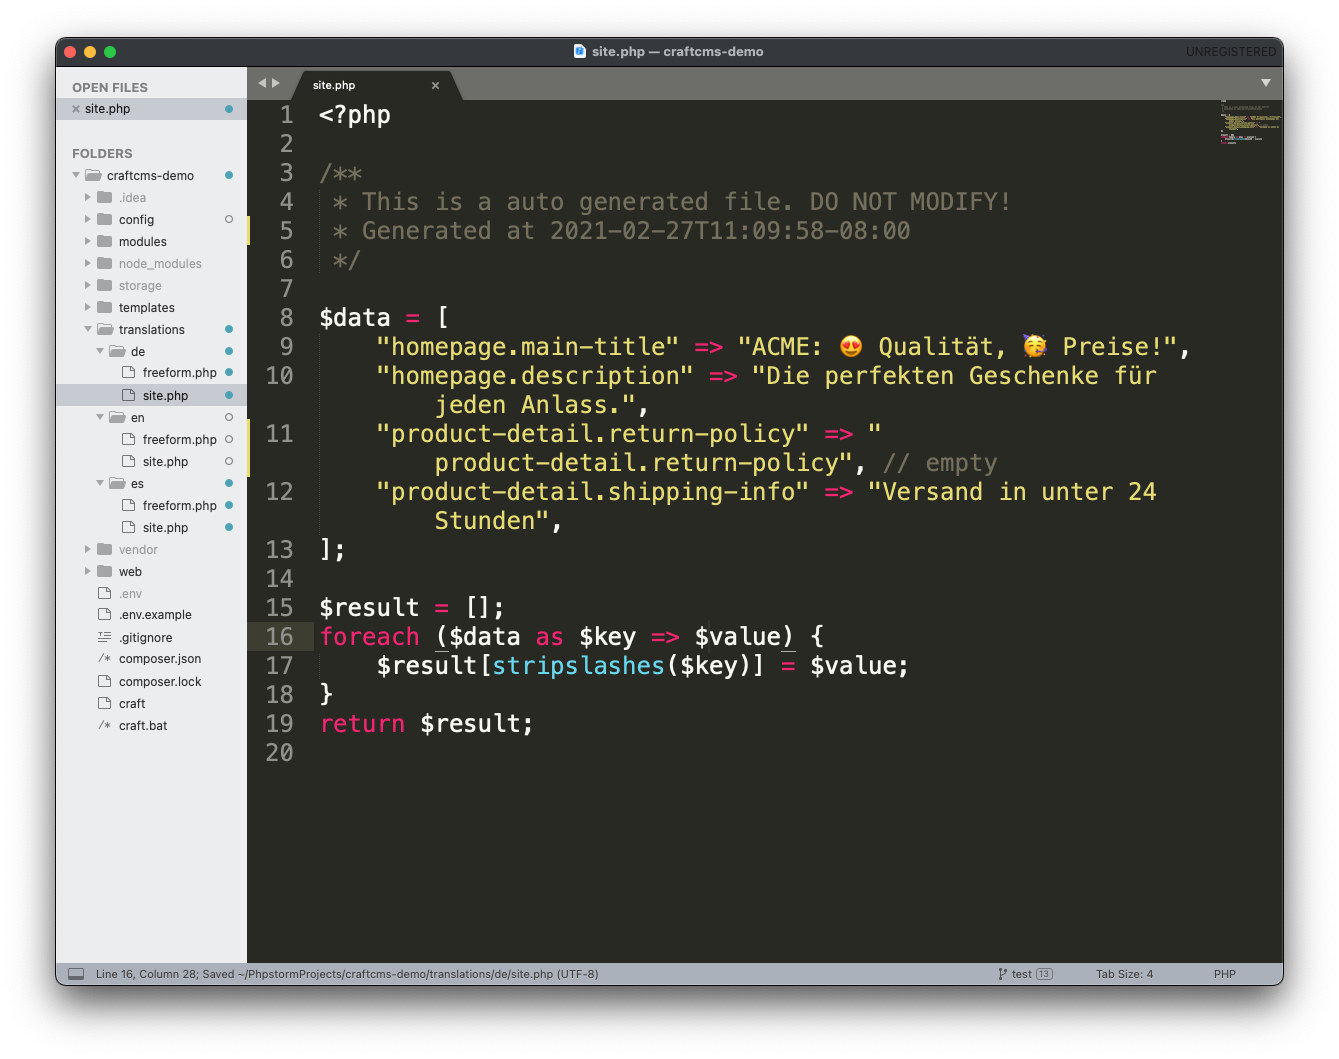 site.php — craftcms-demo
UNREGISTERED
OPEN FILES
site.php
FOLDERS
craftcms-demo
.idea
config
modules
node_modules
storage
templates
translations
de
freeform.php
site.php
en
freeform.php
site.php
es
freeform.php
site.php
vendor
web
.env
.env.example
.gitignore
/* composer.json
composer.lock
craft
/* craft.bat
site.php
1 <?php
2
3 /**
4 * This is a auto generated file. DO NOT MODIFY!
5 * Generated at 2021-02-27T11:09:58-08:00
6 */
7
8 $data = [
9 "homepage.main-title" => "ACME: 😍 Qualität, 🥳 Preise!",
10 "homepage.description" => "Die perfekten Geschenke für
jeden Anlass.",
11 "product-detail.return-policy" => "
product-detail.return-policy", // empty
12 "product-detail.shipping-info" => "Versand in unter 24
Stunden",
13 ];
14
15 $result = [];
16 foreach ($data as $key => $value) {
17 $result[stripslashes($key)] = $value;
18 }
19 return $result;
20
Line 16, Column 28; Saved ~/PhpstormProjects/craftcms-demo/translations/de/site.php (UTF-8)
test 13
Tab Size: 4
PHP